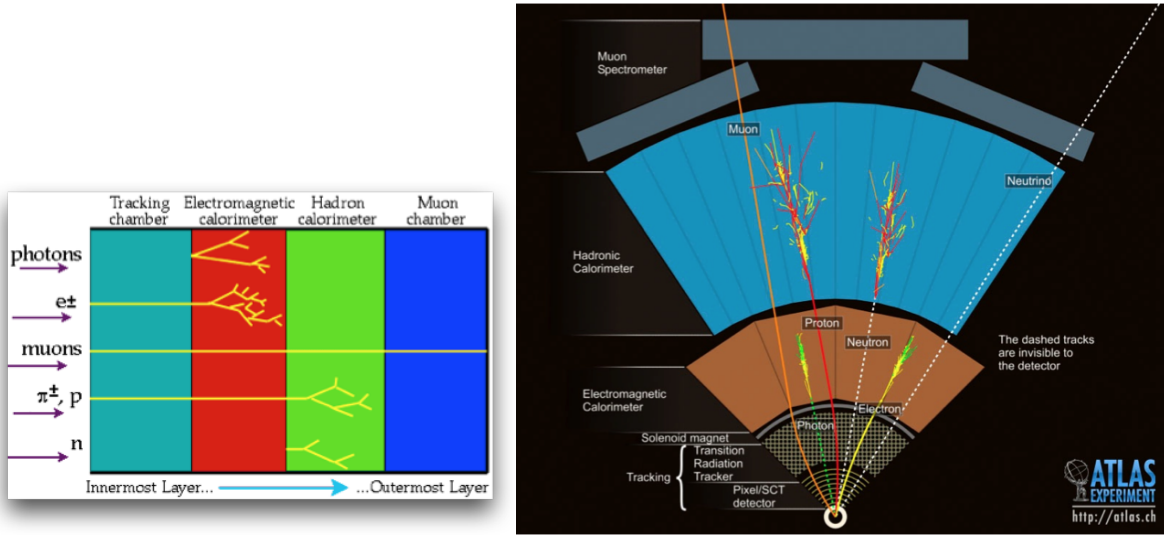 Tracking
chamber
Electromagnetic
calorimeter
Hadron
calorimeter
Muon
chamber
photons
e±
muons
π±, p
n
Innermost Layer...
...Outermost Layer
Muon
Spectrometer
Muon
Neutrino
Hadronic
Calorimeter
Proton
Neutron
The dashed tracks
are invisible to
the detector
Electromagnetic
Calorimeter
Electron
Photon
Solenoid magnet
Tracking
Transition
Radiation
Tracker
Pixel/SCT
detector
ATLAS
EXPERIMENT
http://atlas.ch